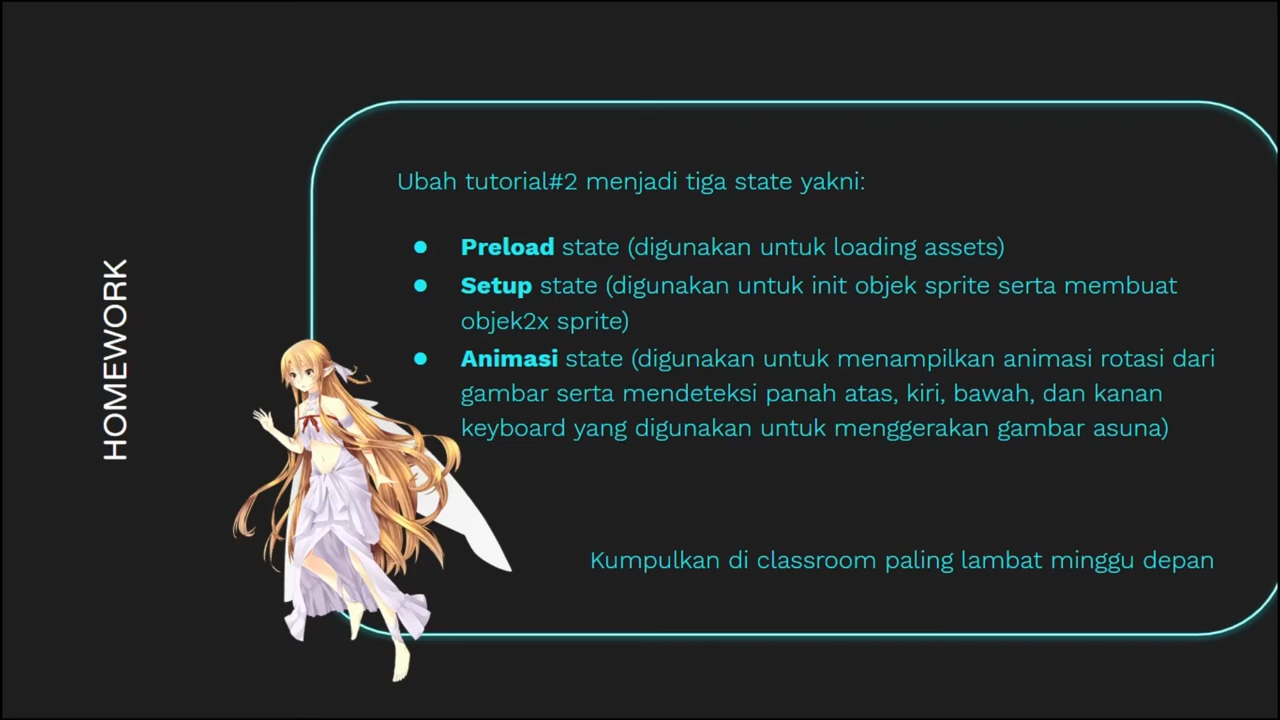 HOMEWORK
Ubah tutorial#2 menjadi tiga state yakni:
● Preload state (digunakan untuk loading assets)
● Setup state (digunakan untuk init objek sprite serta membuat
objek2x sprite)
● Animasi state (digunakan untuk menampilkan animasi rotasi dari
gambar serta mendeteksi panah atas, kiri, bawah, dan kanan
keyboard yang digunakan untuk menggerakan gambar asuna)
Kumpulkan di classroom paling lambat minggu depan